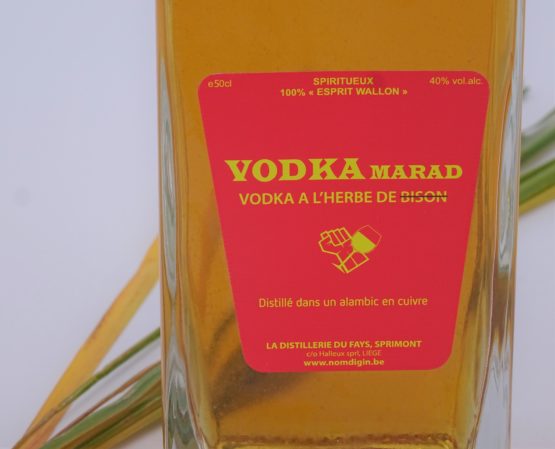 e50cl
SPIRITUEUX
40% vol.alc.
100% « ESPRIT WALLON »
VODKA MARAD
VODKA A L'HERBE DE BISON
Distillé dans un alambic en cuivre
LA DISTILLERIE DU FAYS, SPRIMONT
c/o Halleux sprl, LIEGE
www.nomdigin.be